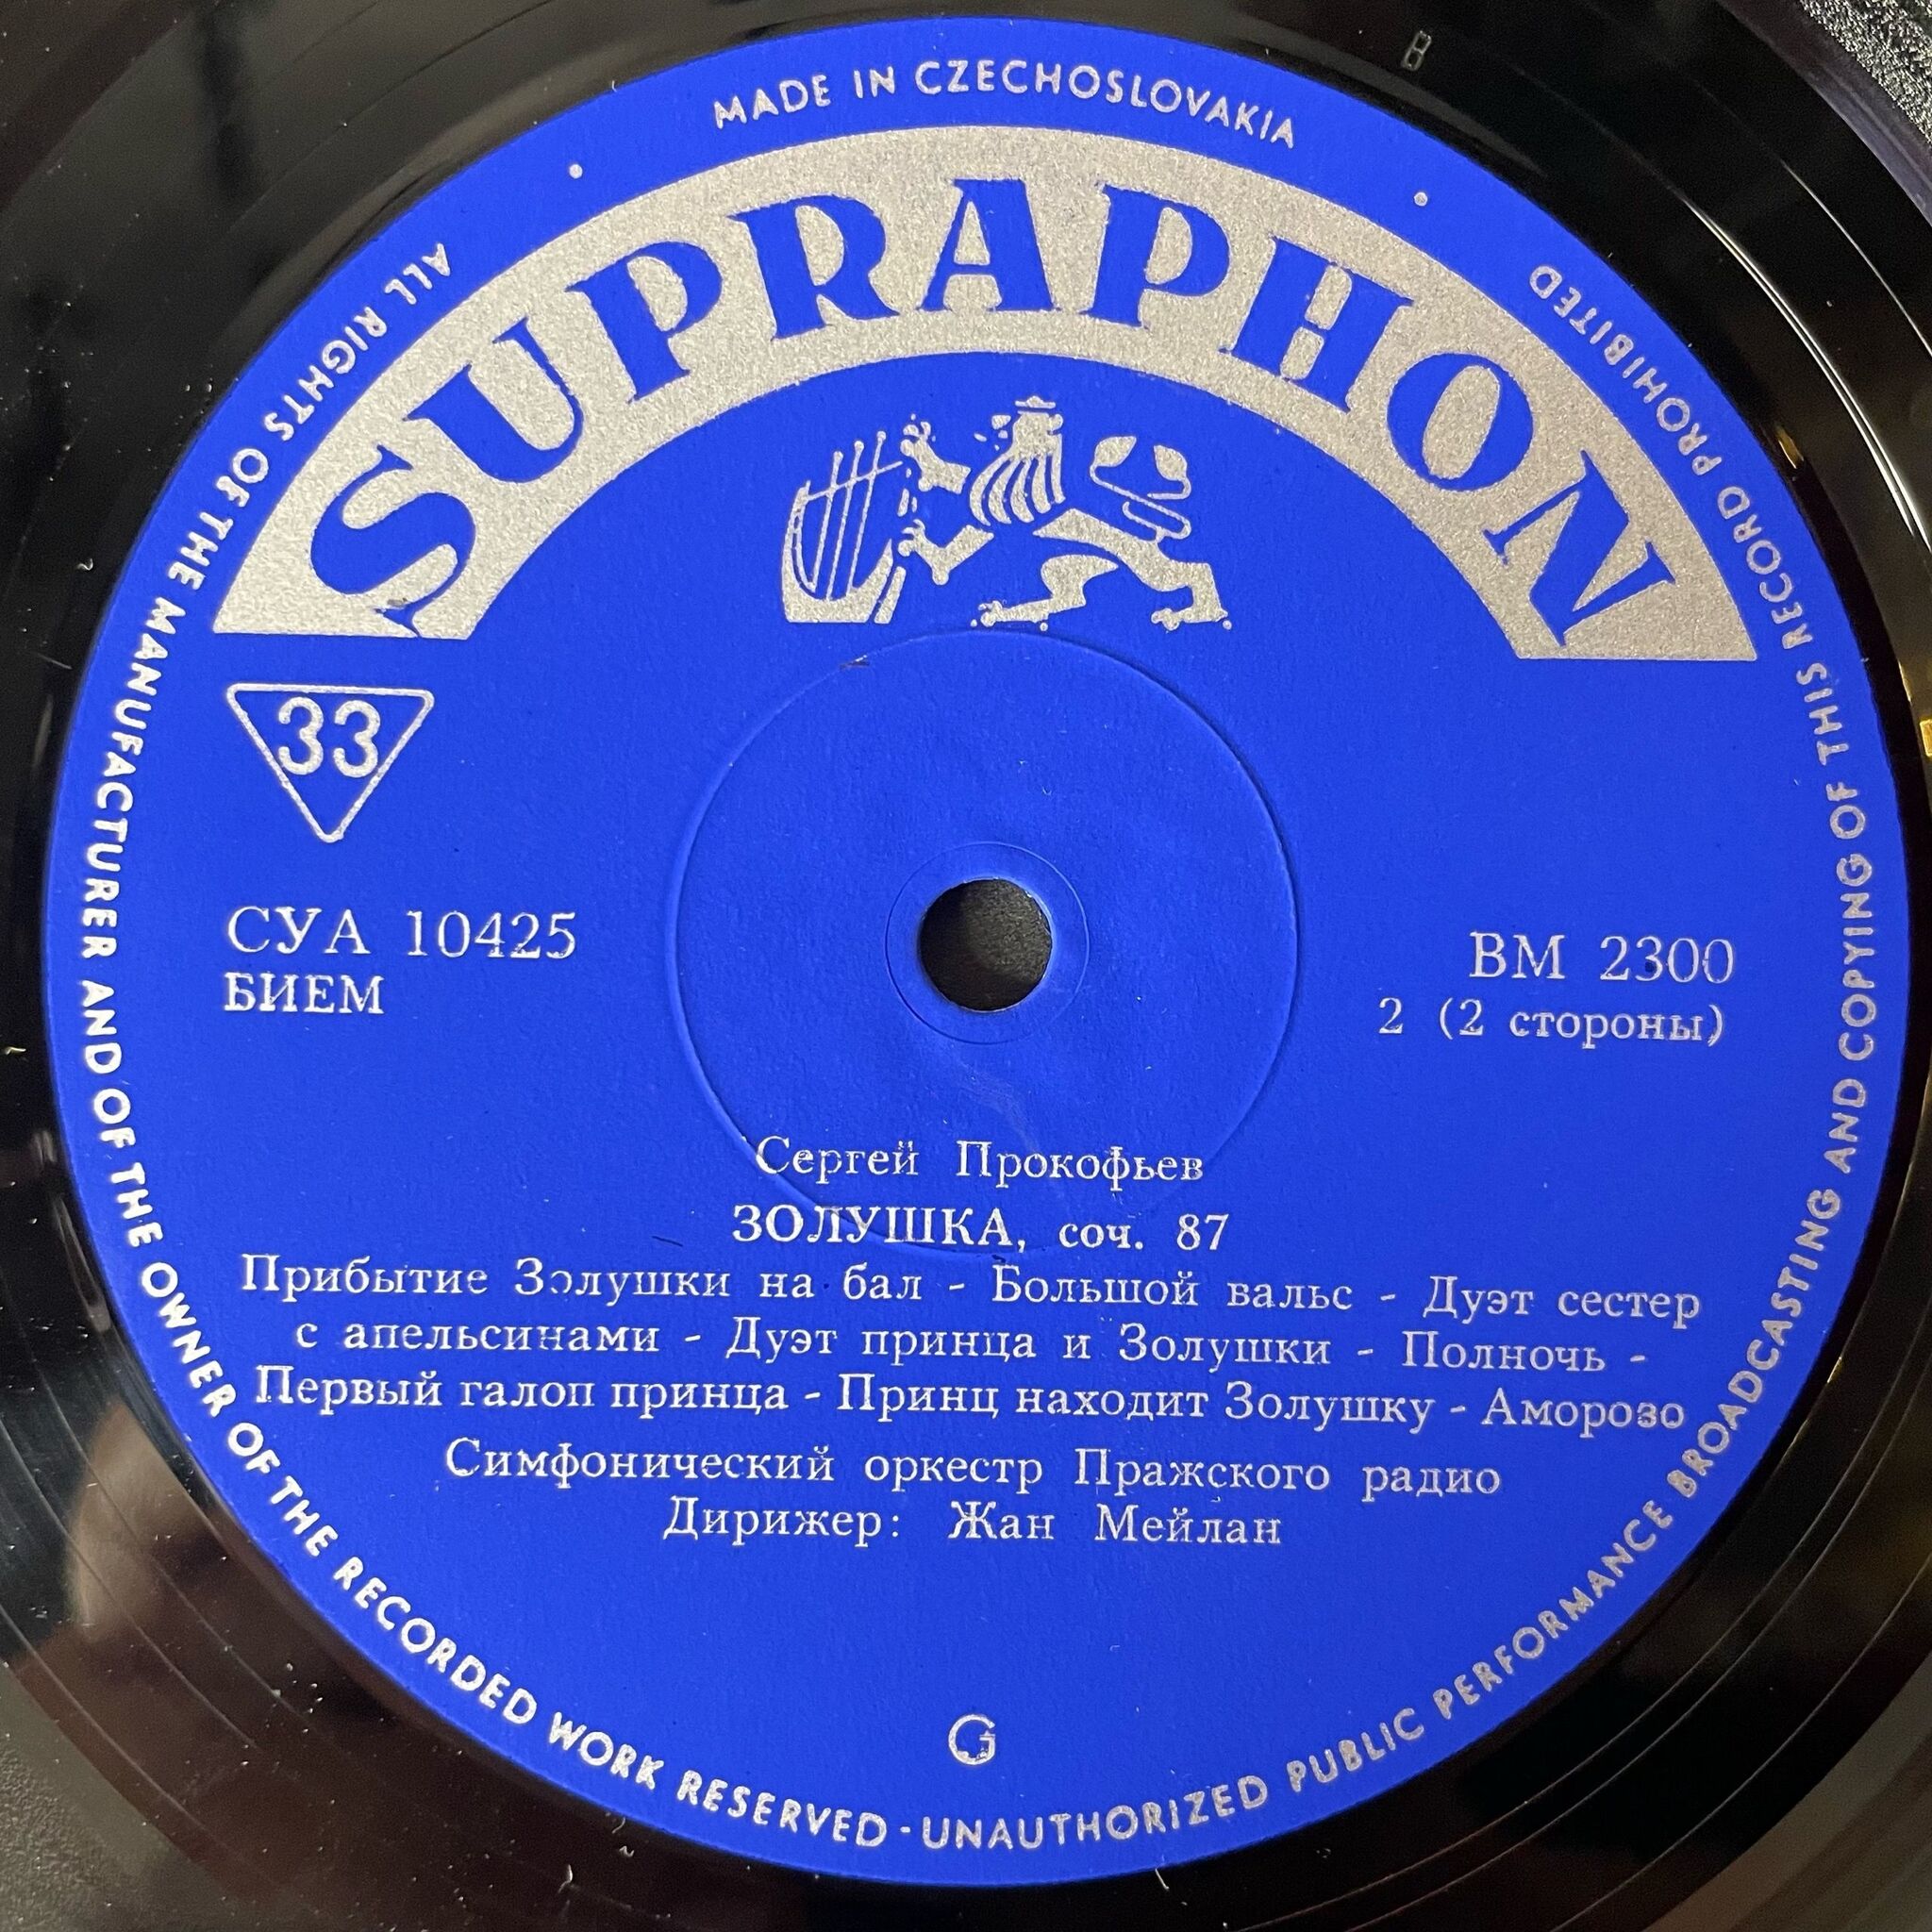 MADE IN CZECHOSLOVAKIA
SUPRAPHON
33
СУА 10425
БИЕМ
ВМ 2300
2 (2 стороны)
Сергей Прокофьев
ЗОЛУШКА, соч. 87
Прибытие Золушки на бал - Большой вальс - Дуэт сестер
с апельсинами - Дуэт принца и Золушки - Полночь -
Первый галоп принца - Принц находит Золушку - Аморозо
Симфонический оркестр Пражского радио
Дирижер: Жан Мейлан
G
ALL RIGHTS OF THE MANUFACTURER AND OF THE OWNER OF THE RECORDED WORK RESERVED - UNAUTHORIZED PUBLIC PERFORMANCE BROADCASTING AND COPYING OF THIS RECORD PROHIBITED